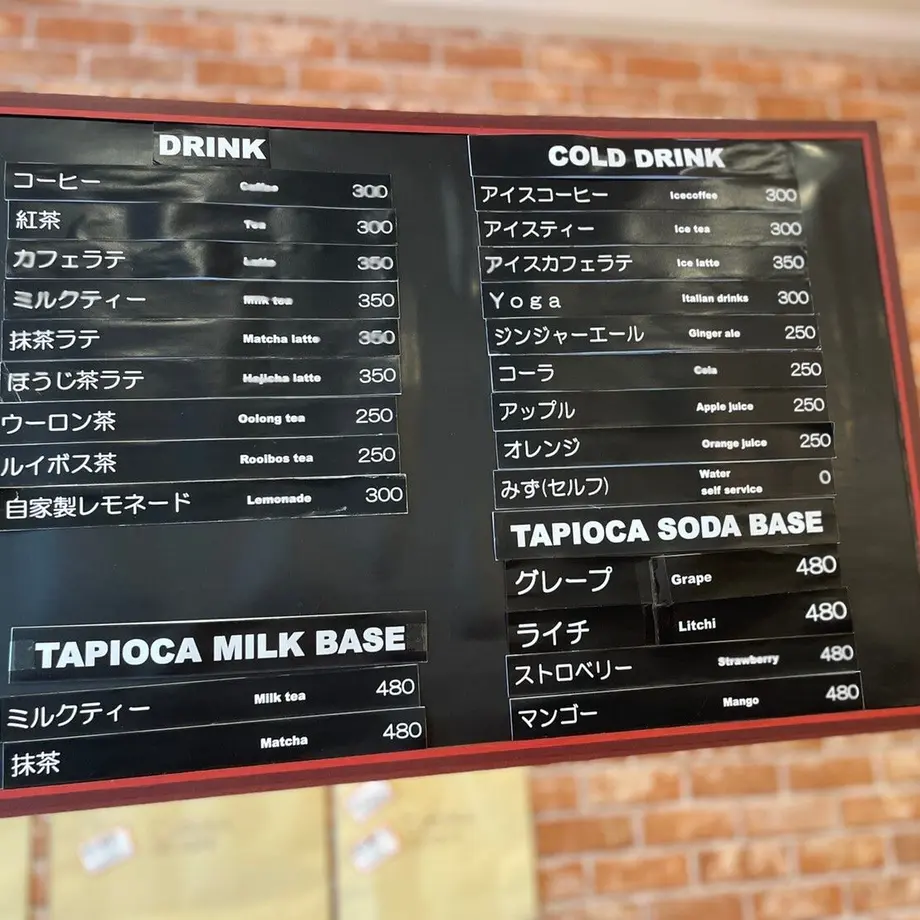 DRINK
コーヒー Coffee 300
紅茶 Tea 300
カフェラテ Latte 350
ミルクティー Milk tea 350
抹茶ラテ Matcha latte 350
ほうじ茶ラテ Hojicha latte 350
ウーロン茶 Oolong tea 250
ルイボス茶 Rooibos tea 250
自家製レモネード Lemonade 300
TAPIOCA MILK BASE
ミルクティー Milk tea 480
抹茶 Matcha 480
COLD DRINK
アイスコーヒー Icecoffee 300
アイスティー Ice tea 300
アイスカフェラテ Ice latte 350
Yoga Italian drinks 300
ジンジャーエール Ginger ale 250
コーラ Cola 250
アップル Apple juice 250
オレンジ Orange juice 250
みず(セルフ) Water self service 0
TAPIOCA SODA BASE
グレープ Grape 480
ライチ Litchi 480
ストロベリー Strawberry 480
マンゴー Mango 480